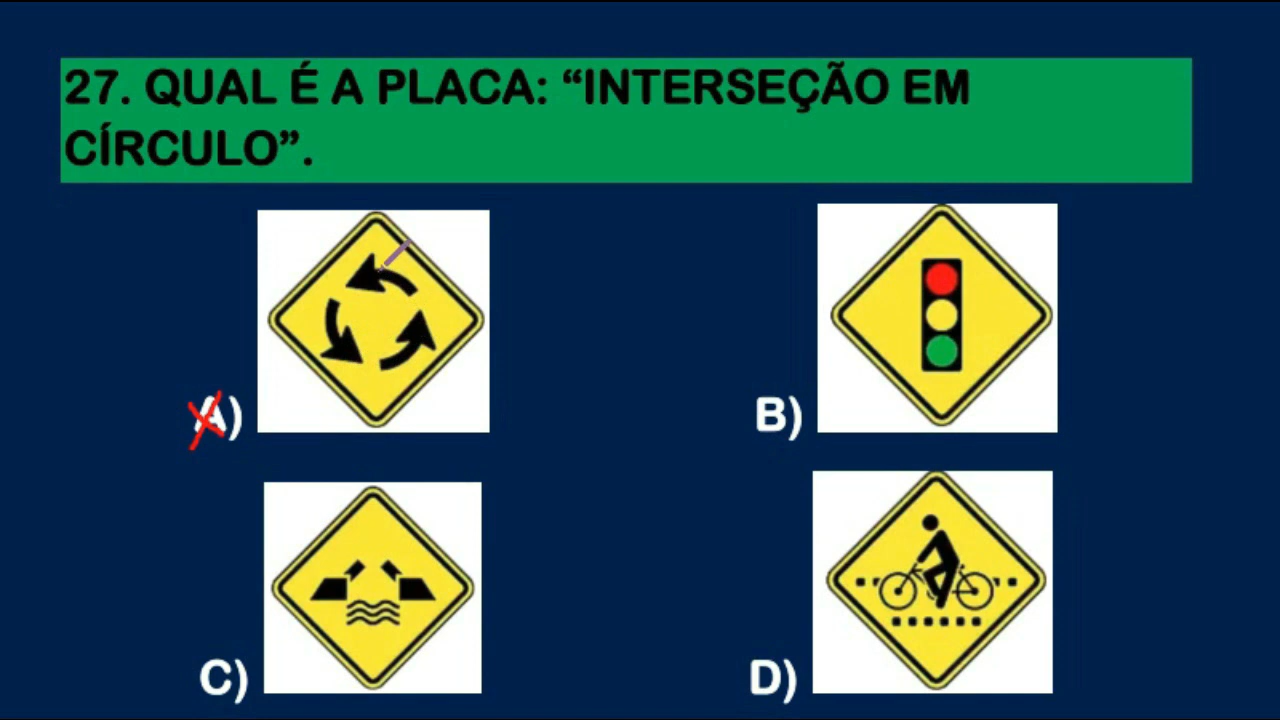 27. QUAL É A PLACA: “INTERSEÇÃO EM
CÍRCULO”.
A)
B)
C)
D)